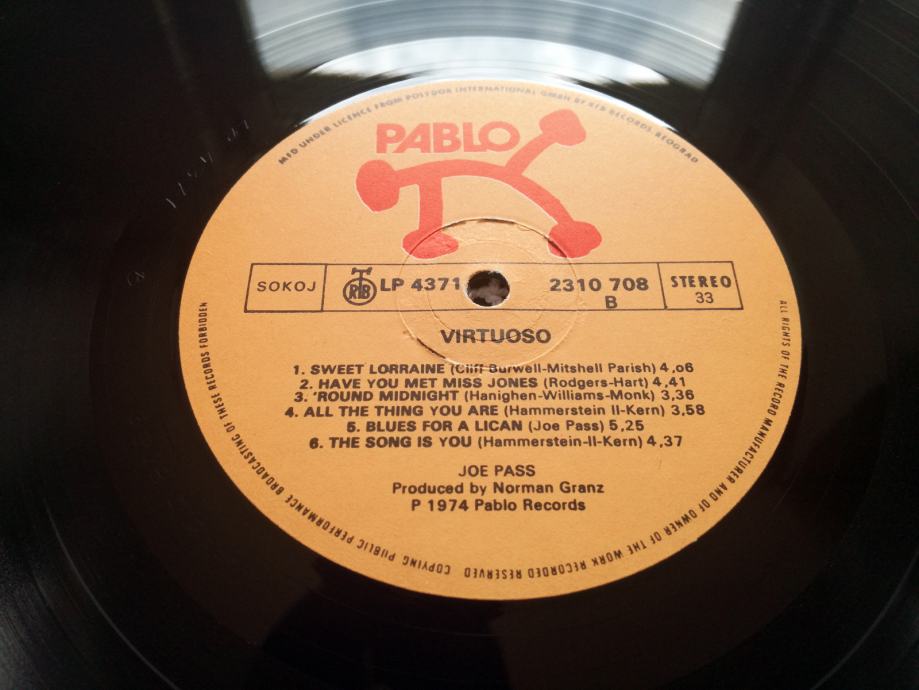 MFD UNDER LICENCE FROM POLYDOR INTERNATIONAL GMBH BY RTB RECORDS-BEOGRAD
PABLO
SOKOJ
RTB LP 4371
2310 708
B
STEREO
33
VIRTUOSO
1. SWEET LORRAINE (Cliff Burwell-Mitshell Parish) 4,06
2. HAVE YOU MET MISS JONES (Rodgers-Hart) 4,41
3. 'ROUND MIDNIGHT (Hanighen-Williams-Monk) 3,36
4. ALL THE THING YOU ARE (Hammerstein II-Kern) 3,58
5. BLUES FOR A LICAN (Joe Pass) 5,25
6. THE SONG IS YOU (Hammerstein-II-Kern) 4,37
JOE PASS
Produced by Norman Granz
P 1974 Pablo Records
ALL RIGHTS OF THE RECORD MANUFACTURER AND OF OWNER OF THE WORK RECORDED RESERVED COPYING PUBLIC PERFORMANCE BROADCASTING OF THESE RECORDS FORBIDDEN